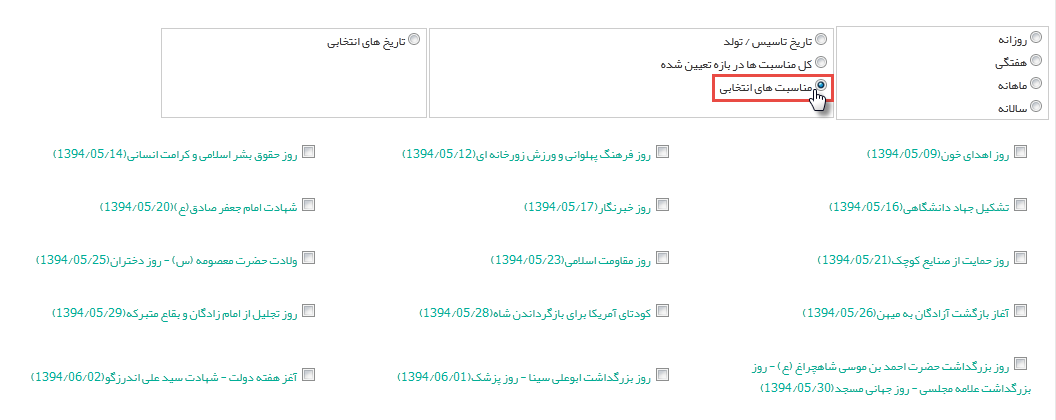 روزانه
هفتگی
ماهانه
سالانه
تاریخ تاسیس / تولد
کل مناسبت ها در بازه تعیین شده
مناسبت های انتخابی
تاریخ های انتخابی
روز اهدای خون(1394/05/09)
روز فرهنگ پهلوانی و ورزش زورخانه ای(1394/05/12)
روز حقوق بشر اسلامی و کرامت انسانی(1394/05/14)
تشکیل جهاد دانشگاهی(1394/05/16)
روز خبرنگار(1394/05/17)
شهادت امام جعفر صادق(ع)(1394/05/20)
روز حمایت از صنایع کوچک(1394/05/21)
روز مقاومت اسلامی(1394/05/23)
ولادت حضرت معصومه (س) - روز دختران(1394/05/25)
آغاز بازگشت آزادگان به میهن(1394/05/26)
کودتای آمریکا برای بازگرداندن شاه(1394/05/28)
روز تجلیل از امام زادگان و بقاع متبرکه(1394/05/29)
روز بزرگداشت حضرت احمد بن موسی شاهچراغ (ع) - روز
بزرگداشت علامه مجلسی - روز جهانی مسجد(1394/05/30)
روز بزرگداشت ابوعلی سینا - روز پزشک(1394/06/01)
آغز هفته دولت - شهادت سید علی اندرزگو(1394/06/02)